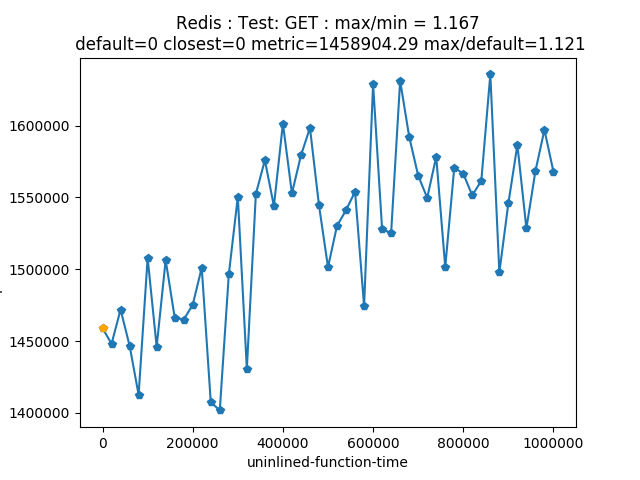 Redis : Test: GET : max/min = 1.167
default=0 closest=0 metric=1458904.29 max/default=1.121
1600000
1550000
1500000
1450000
1400000
0 200000 400000 600000 800000 1000000
uninlined-function-time